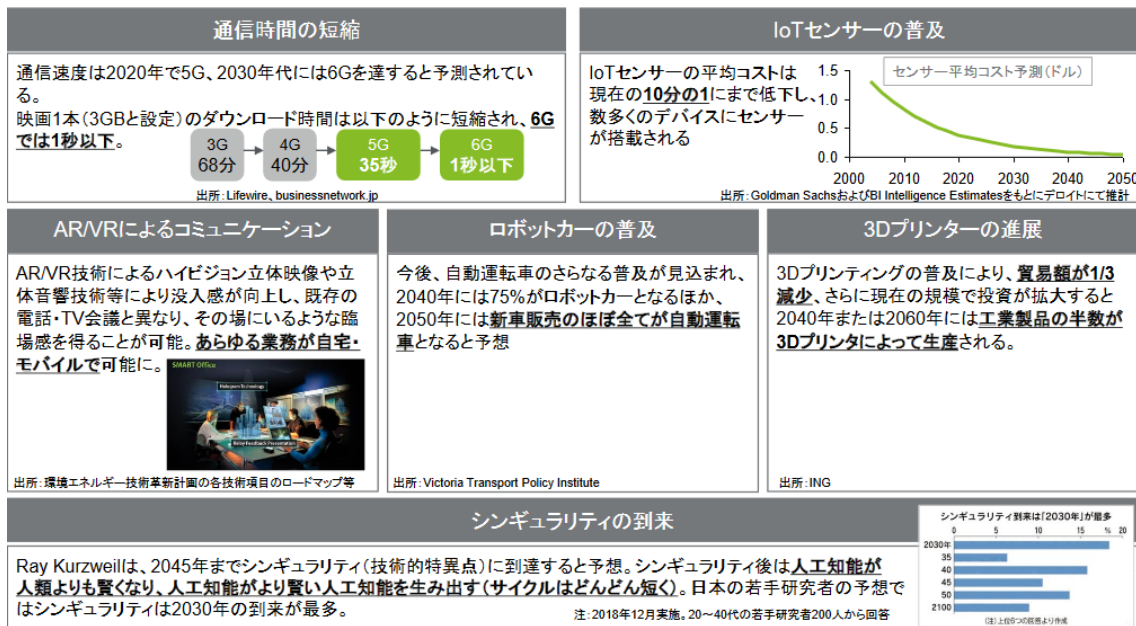 通信時間の短縮
通信速度は2020年で5G、2030年代には6Gを達すると予測されてい
る。
映画1本(3GBと設定)のダウンロード時間は以下のように短縮され、6G
では1秒以下。
3G
68分
4G
40分
5G
35秒
6G
1秒以下
出所:Lifewire、businessnetwork.jp
IoTセンサーの普及
IoTセンサーの平均コストは
現在の10分の1にまで低下し、
数多くのデバイスにセンサー
が搭載される
センサー平均コスト予測(ドル)
1.5
1.0
0.5
0.0
2000 2010 2020 2030 2040 2050
出所:Goldman SachsおよびBI Intelligence Estimatesをもとにデロイトにて推計
AR/VRによるコミュニケーション
AR/VR技術によるハイビジョン立体映像や立
体音響技術等により没入感が向上し、既存の
電話・TV会議と異なり、その場にいるような臨
場感を得ることが可能。あらゆる業務が自宅・
モバイルで可能に。
SMART Office
Hologram Technology
Relay Feedback Presentation
出所:環境エネルギー技術革新計画の各技術項目のロードマップ等
ロボットカーの普及
今後、自動運転車のさらなる普及が見込まれ、
2040年には75%がロボットカーとなるほか、
2050年には新車販売のほぼ全てが自動運転
車となると予想
出所:Victoria Transport Policy Institute
3Dプリンターの進展
3Dプリンティングの普及により、貿易額が1/3
減少、さらに現在の規模で投資が拡大すると
2040年または2060年には工業製品の半数が
3Dプリンタによって生産される。
出所:ING
シンギュラリティの到来
Ray Kurzweilは、2045年までシンギュラリティ(技術的特異点)に到達すると予想。シンギュラリティ後は人工知能が
人類よりも賢くなり、人工知能がより賢い人工知能を生み出す(サイクルはどんどん短く)。日本の若手研究者の予想で
はシンギュラリティは2030年の到来が最多。
注:2018年12月実施。20~40代の若手研究者200人から回答
シンギュラリティ到来は「2030年」が最多
0 5 10 15 % 20
2030年
35
40
45
50
2100
(注)上位6つの回答より作成